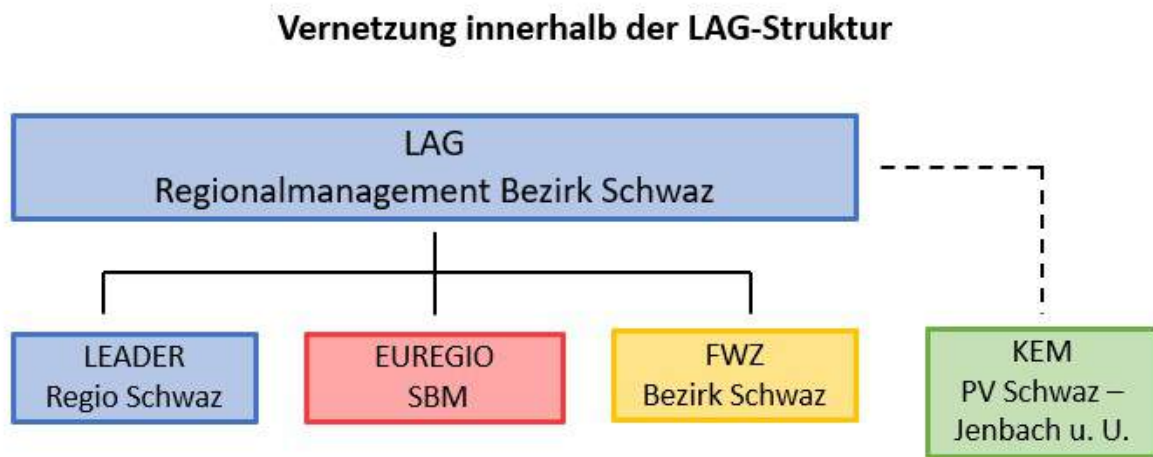 Vernetzung innerhalb der LAG-Struktur
LAG
Regionalmanagement Bezirk Schwaz
LEADER
Regio Schwaz
EUREGIO
SBM
FWZ
Bezirk Schwaz
KEM
PV Schwaz –
Jenbach u. U.